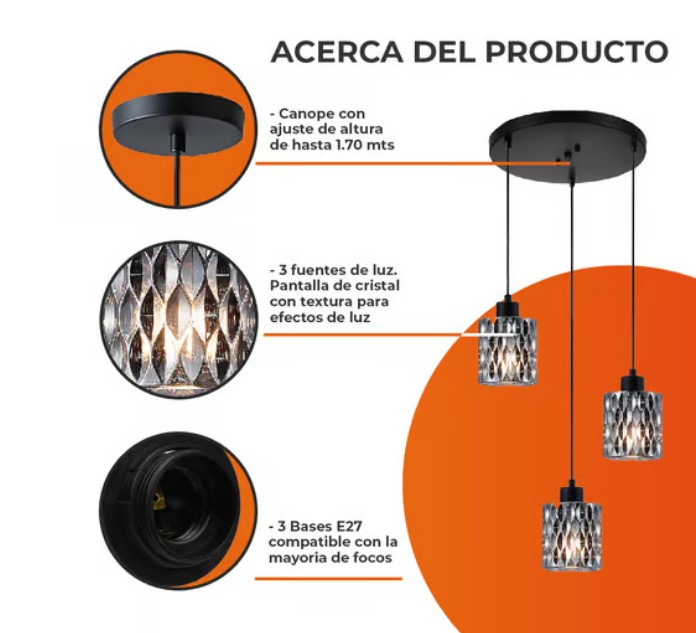 ACERCA DEL PRODUCTO
- Canope con
ajuste de altura
de hasta 1.70 mts
- 3 fuentes de luz.
Pantalla de cristal
con textura para
efectos de luz
- 3 Bases E27
compatible con la
mayoria de focos